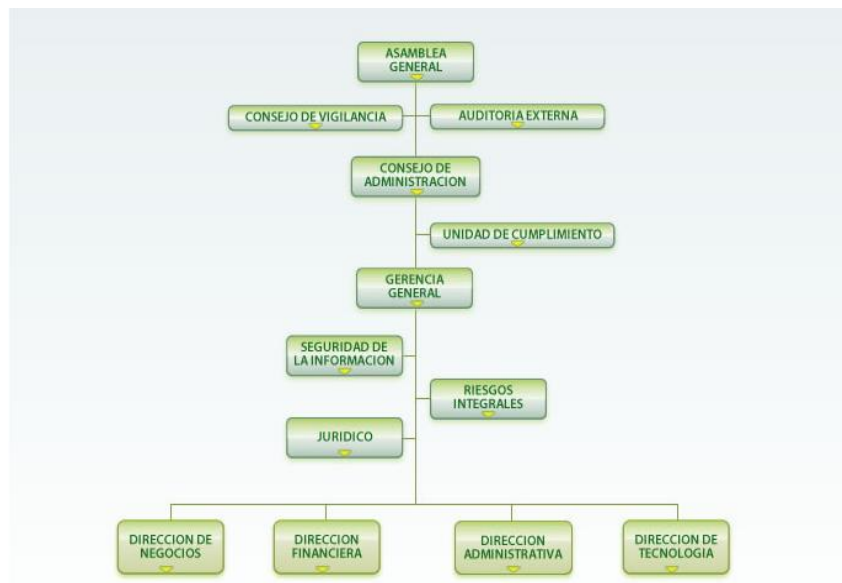 ASAMBLEA
GENERAL
CONSEJO DE VIGILANCIA
AUDITORIA EXTERNA
CONSEJO DE
ADMINISTRACION
UNIDAD DE CUMPLIMIENTO
GERENCIA
GENERAL
SEGURIDAD DE
LA INFORMACION
RIESGOS
INTEGRALES
JURIDICO
DIRECCION DE
NEGOCIOS
DIRECCION
FINANCIERA
DIRECCION
ADMINISTRATIVA
DIRECCION DE
TECNOLOGIA